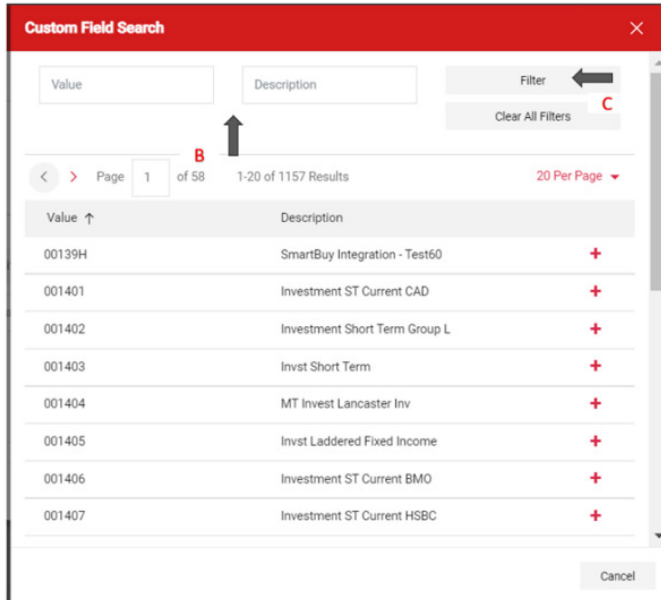 Custom Field Search
Value Description Filter
C
Clear All Filters
B
Page 1 of 58 1-20 of 1157 Results 20 Per Page
Value ↑ Description
00139H SmartBuy Integration - Test60 +
001401 Investment ST Current CAD +
001402 Investment Short Term Group L +
001403 Invst Short Term +
001404 MT Invest Lancaster Inv +
001405 Invst Laddered Fixed Income +
001406 Investment ST Current BMO +
001407 Investment ST Current HSBC +
Cancel